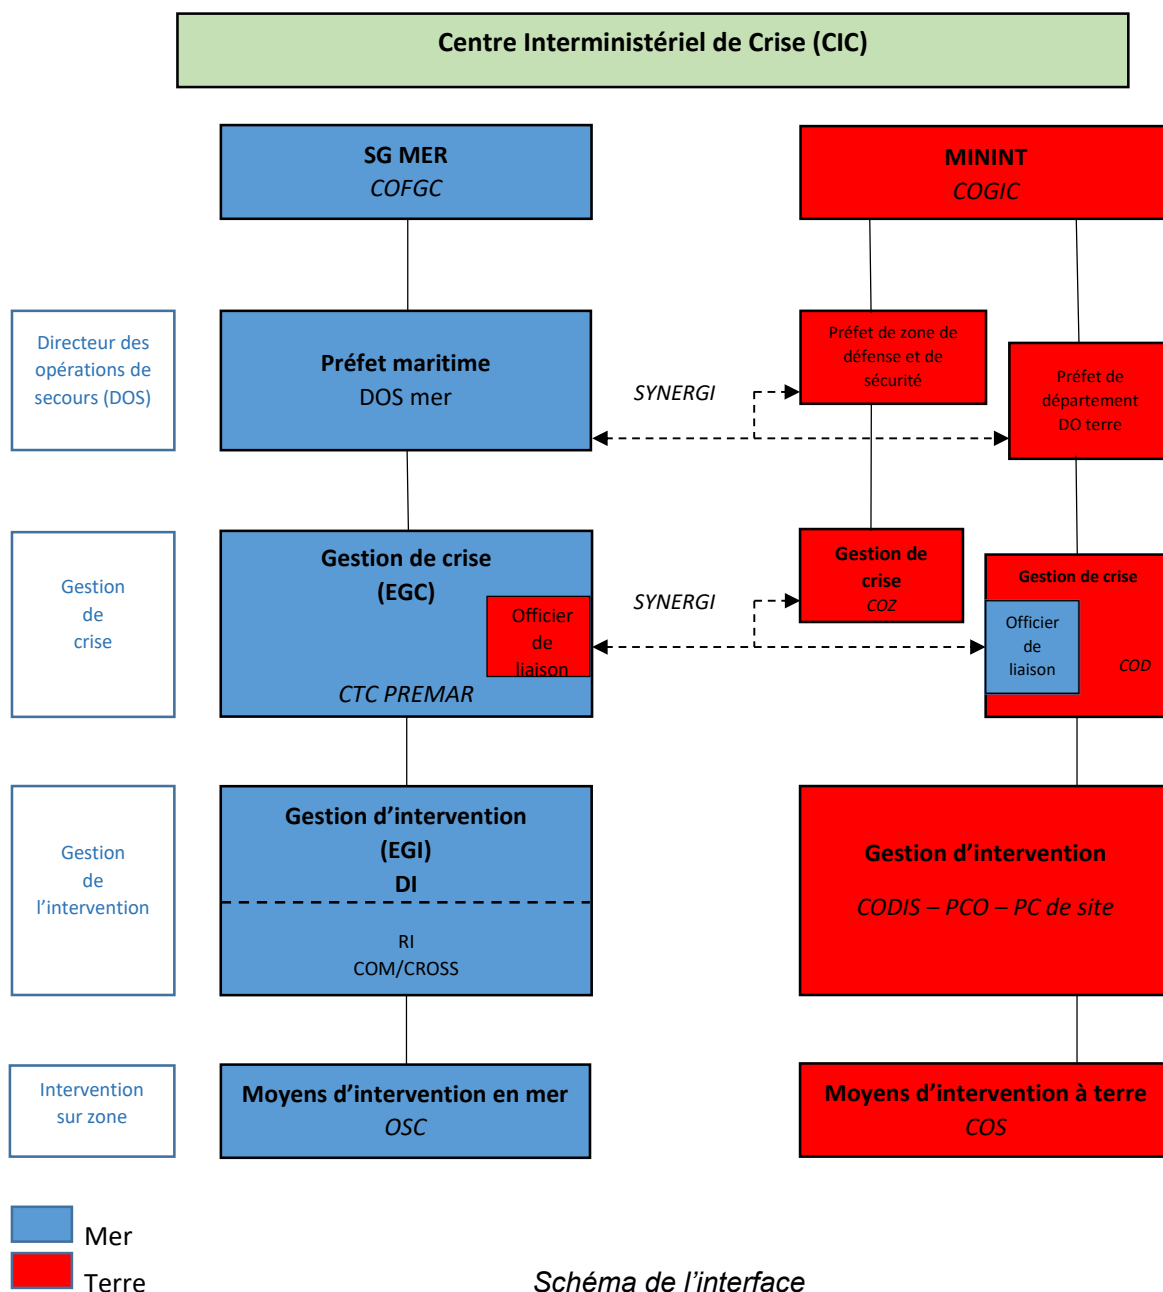 Centre Interministériel de Crise (CIC)
SG MER
COFGC
MININT
COGIC
Directeur des
opérations de
secours (DOS)
Préfet maritime
DOS mer
SYNERGI
Préfet de zone de
défense et de
sécurité
Préfet de
département
DO terre
Gestion
de
crise
Gestion de crise
(EGC)
Officier
de
liaison
CTC PREMAR
SYNERGI
Gestion de
crise
COZ
Gestion de crise
Officier
de
liaison
COD
Gestion
de
l’intervention
Gestion d’intervention
(EGI)
DI
RI
COM/CROSS
Gestion d’intervention
CODIS – PCO – PC de site
Intervention
sur zone
Moyens d’intervention en mer
OSC
Moyens d’intervention à terre
COS
Mer
Terre
Schéma de l’interface